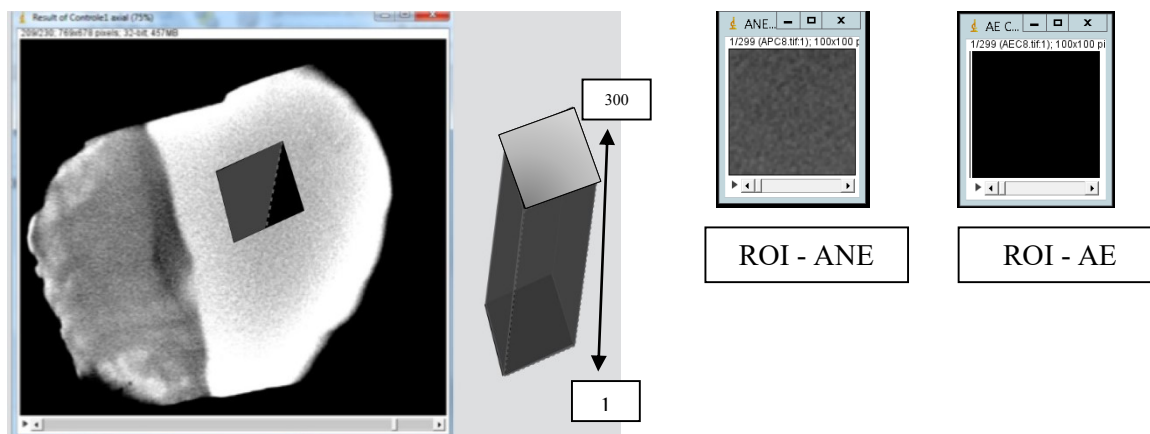 Result of Controle1 axial (75%)
209/230; 769x678 pixels; 32-bit; 457MB
300
1
ANE...
1/299 (APC8.tif:1); 100x100 pi
ROI - ANE
AE C...
1/299 (AEC8.tif:1); 100x100 pi
ROI - AE